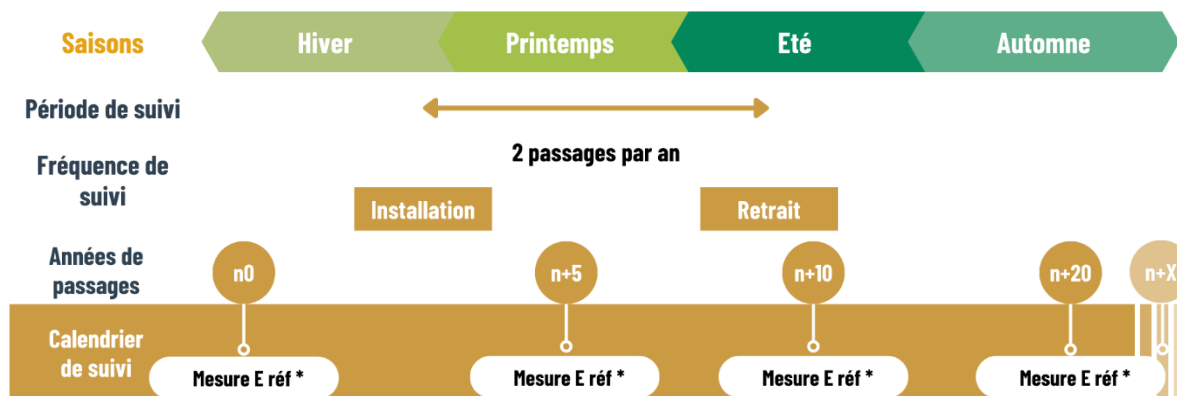 Saisons Hiver Printemps Eté Automne
Période de suivi
2 passages par an
Fréquence de
suivi
Installation Retrait
Années de
passages
n0 n+5 n+10 n+20 n+X
Calendrier
de suivi
Mesure E réf * Mesure E réf * Mesure E réf * Mesure E réf *